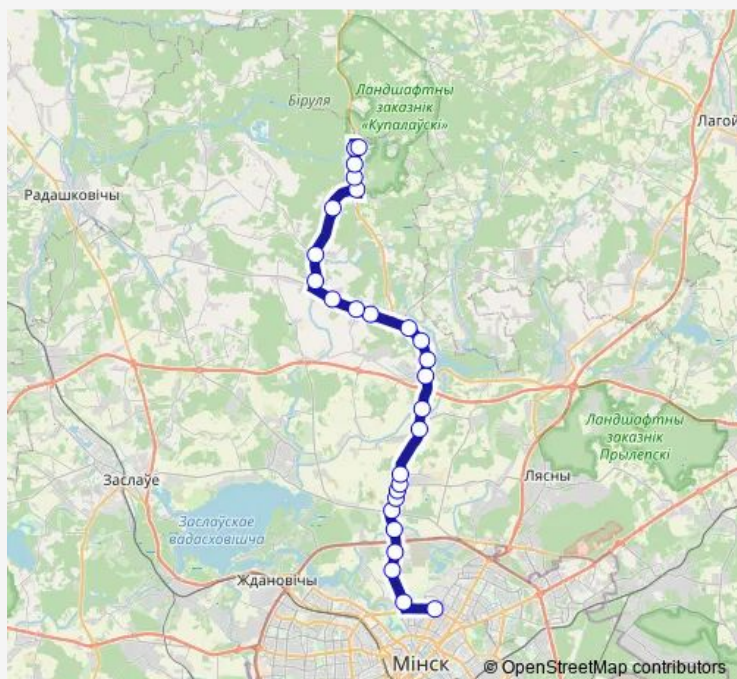 Біруля
Ландшафтны
заказнік
«Купалаўскі»
Лагой
Радашковічы
Ландшафтны
заказнік
Прылепскі
Лясны
Заслаўе
Заслаўскае
вадасховішча
Ждановічы
Мінск
© OpenStreetMap contributors